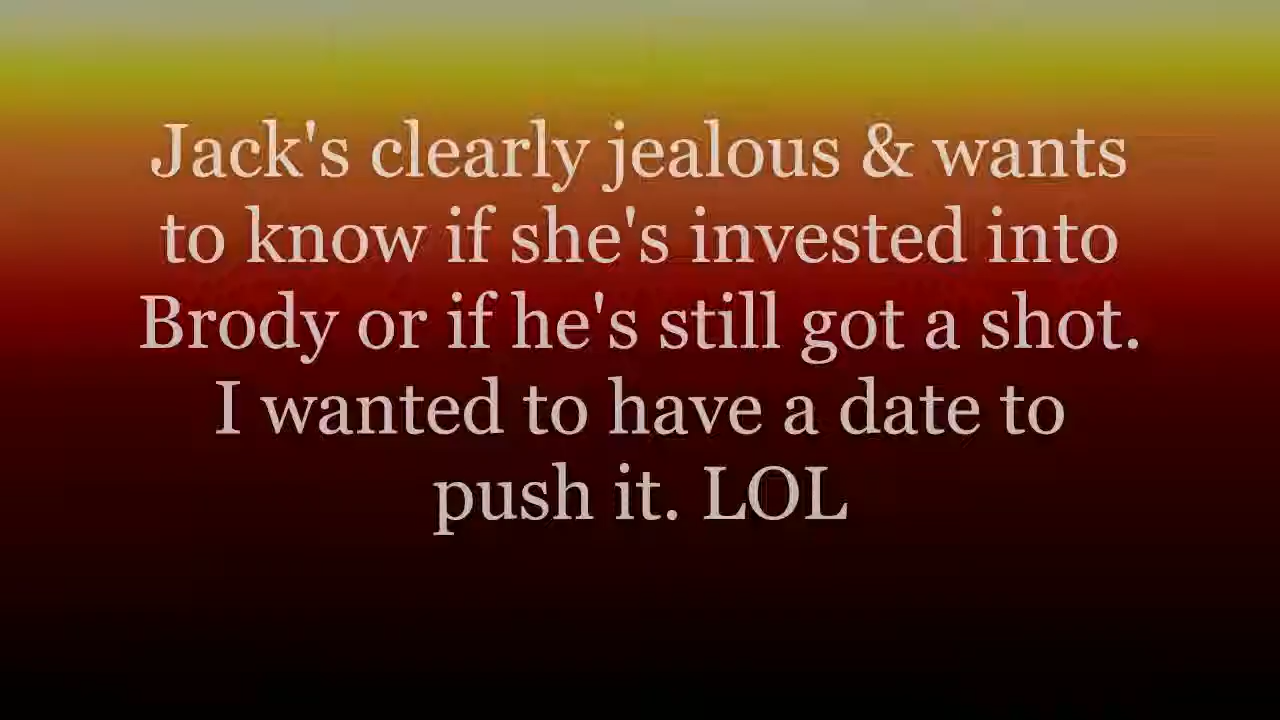 Jack's clearly jealous & wants
to know if she's invested into
Brody or if he's still got a shot.
I wanted to have a date to
push it. LOL